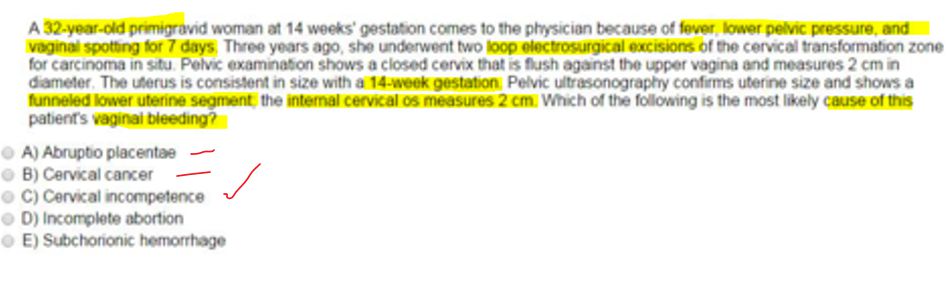 A 32-year-old primigravid woman at 14 weeks' gestation comes to the physician because of fever, lower pelvic pressure, and
vaginal spotting for 7 days. Three years ago, she underwent two loop electrosurgical excisions of the cervical transformation zone
for carcinoma in situ. Pelvic examination shows a closed cervix that is flush against the upper vagina and measures 2 cm in
diameter. The uterus is consistent in size with a 14-week gestation. Pelvic ultrasonography confirms uterine size and shows a
funneled lower uterine segment; the internal cervical os measures 2 cm. Which of the following is the most likely cause of this
patient's vaginal bleeding?
A) Abruptio placentae
B) Cervical cancer
C) Cervical incompetence
D) Incomplete abortion
E) Subchorionic hemorrhage